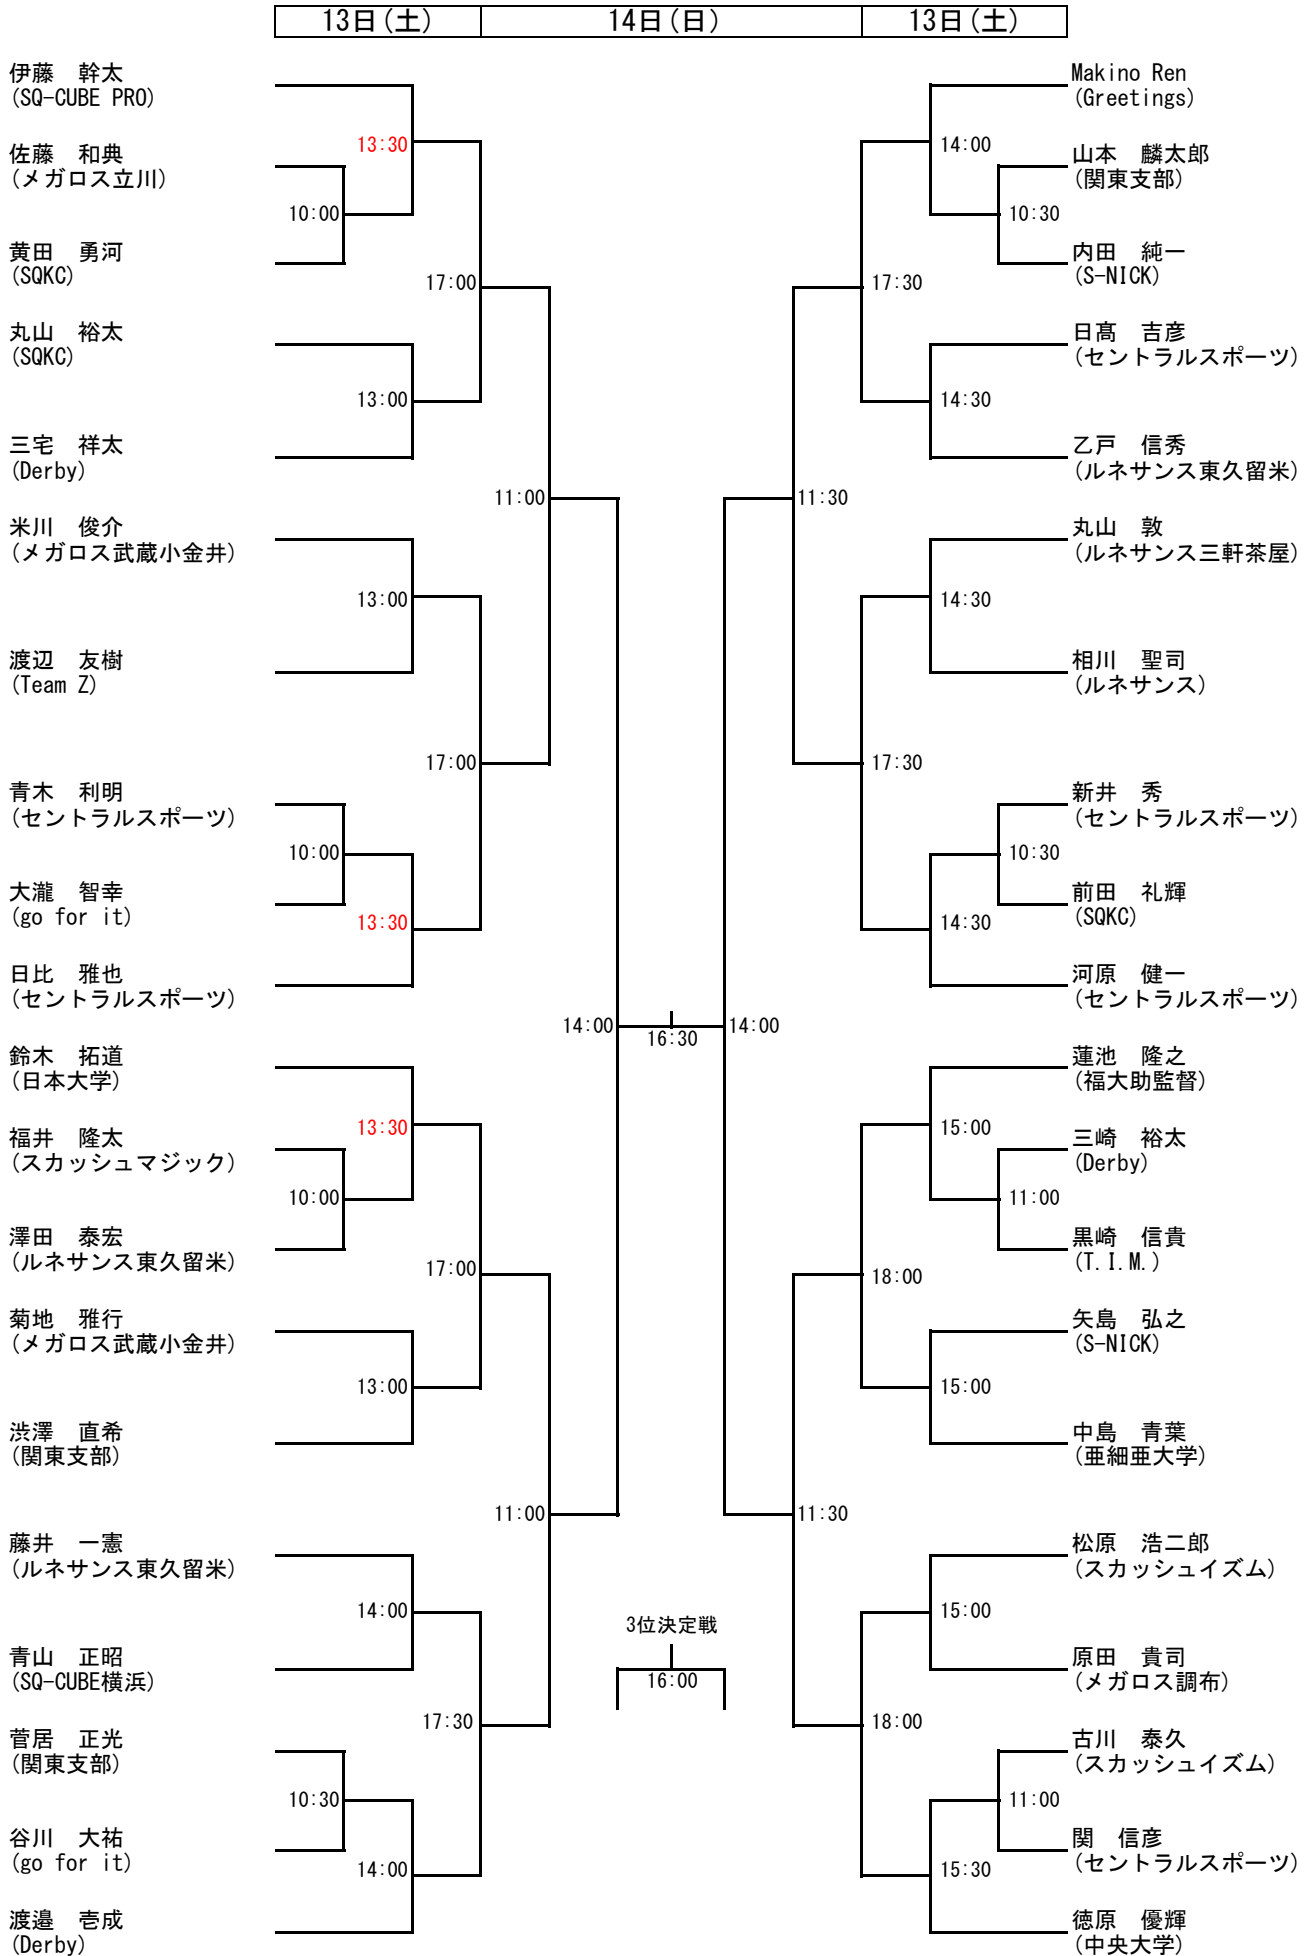 13日(土)
14日(日)
13日(土)
伊藤　幹太
(SQ-CUBE PRO)
佐藤　和典
(メガロス立川)
黄田　勇河
(SQKC)
丸山　裕太
(SQKC)
三宅　祥太
(Derby)
米川　俊介
(メガロス武蔵小金井)
渡辺　友樹
(Team Z)
青木　利明
(セントラルスポーツ)
大瀧　智幸
(go for it)
日比　雅也
(セントラルスポーツ)
鈴木　拓道
(日本大学)
福井　隆太
(スカッシュマジック)
澤田　泰宏
(ルネサンス東久留米)
菊地　雅行
(メガロス武蔵小金井)
渋澤　直希
(関東支部)
藤井　一憲
(ルネサンス東久留米)
青山　正昭
(SQ-CUBE横浜)
菅居　正光
(関東支部)
谷川　大祐
(go for it)
渡邉　壱成
(Derby)
13:30
10:00
13:00
13:00
10:00
13:30
13:30
10:00
13:00
14:00
10:30
14:00
17:00
17:00
17:00
17:30
11:00
11:00
14:00
16:30
14:00
3位決定戦
16:00
11:30
11:30
17:30
17:30
18:00
18:00
14:00
10:30
14:30
14:30
10:30
14:30
15:00
11:00
15:00
15:00
11:00
15:30
Makino Ren
(Greetings)
山本　麟太郎
(関東支部)
内田　純一
(S-NICK)
日髙　吉彦
(セントラルスポーツ)
乙戸　信秀
(ルネサンス東久留米)
丸山　敦
(ルネサンス三軒茶屋)
相川　聖司
(ルネサンス)
新井　秀
(セントラルスポーツ)
前田　礼輝
(SQKC)
河原　健一
(セントラルスポーツ)
蓮池　隆之
(福大助監督)
三崎　裕太
(Derby)
黒崎　信貴
(T.I.M.)
矢島　弘之
(S-NICK)
中島　青葉
(亜細亜大学)
松原　浩二郎
(スカッシュイズム)
原田　貴司
(メガロス調布)
古川　泰久
(スカッシュイズム)
関　信彦
(セントラルスポーツ)
徳原　優輝
(中央大学)